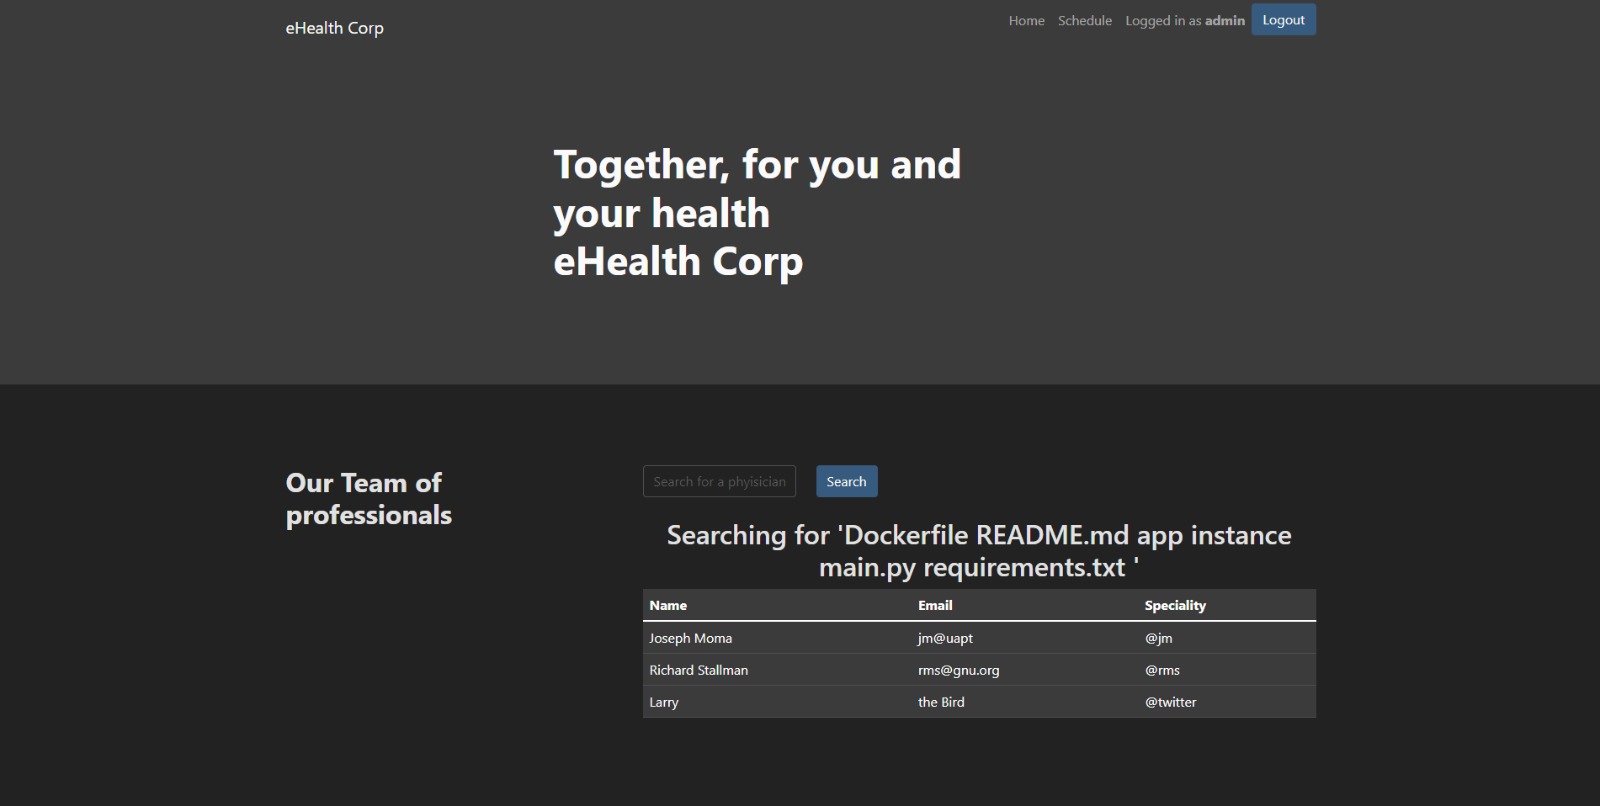 eHealth Corp
Home Schedule Logged in as admin Logout
Together, for you and
your health
eHealth Corp
Our Team of
professionals
Search for a phyisician Search
Searching for 'Dockerfile README.md app instance
main.py requirements.txt '
Name Email Speciality
Joseph Moma jm@uapt @jm
Richard Stallman rms@gnu.org @rms
Larry the Bird @twitter